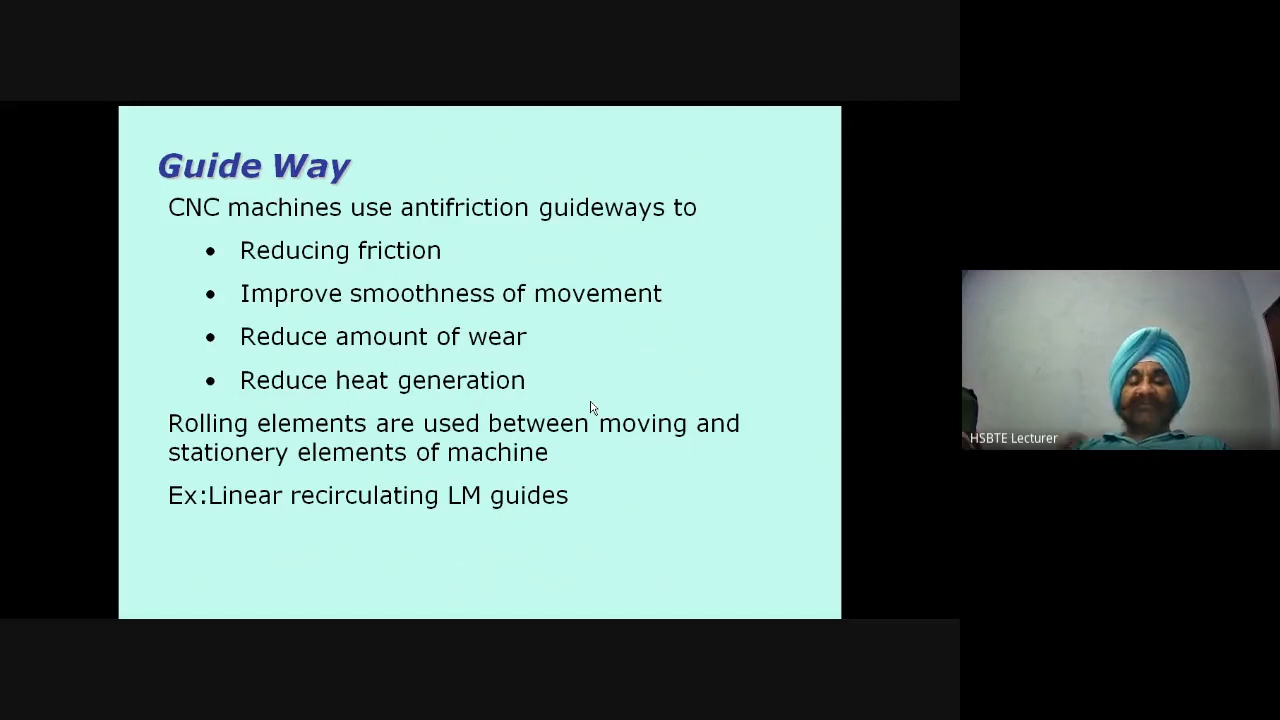 Guide Way
CNC machines use antifriction guideways to
• Reducing friction
• Improve smoothness of movement
• Reduce amount of wear
• Reduce heat generation
Rolling elements are used between moving and
stationery elements of machine
Ex:Linear recirculating LM guides
HSBTE Lecturer